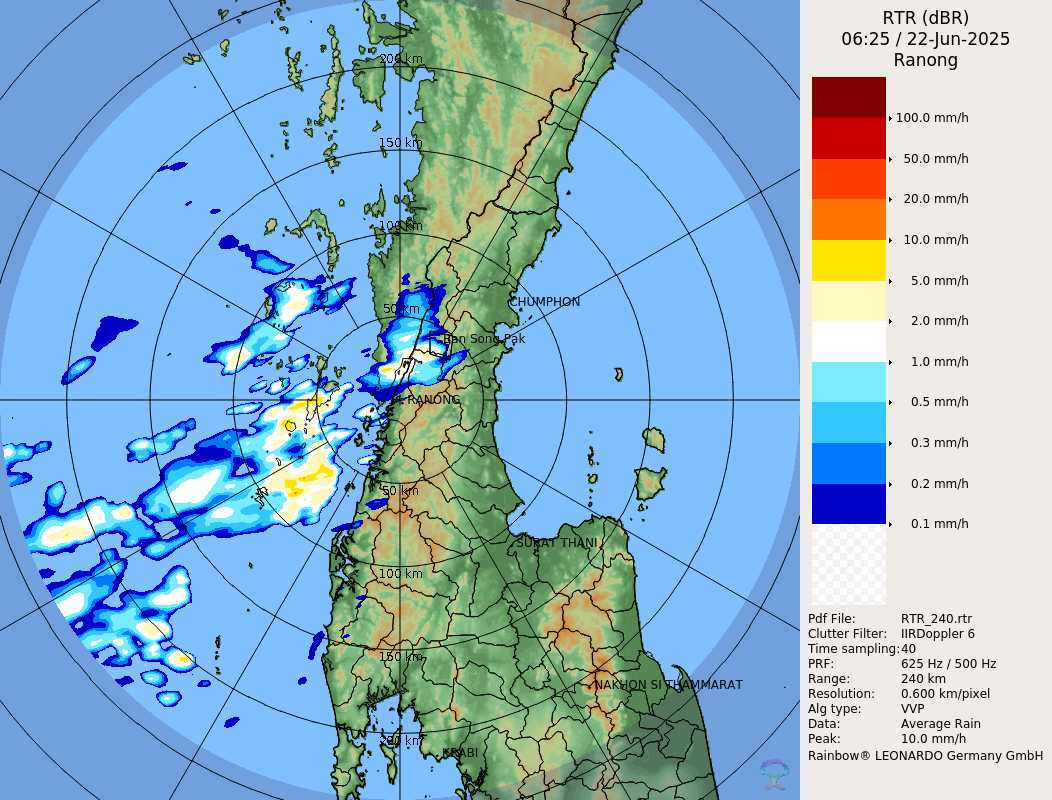 RTR (dBR)
06:25 / 22-Jun-2025
Ranong
100.0 mm/h
50.0 mm/h
20.0 mm/h
10.0 mm/h
5.0 mm/h
2.0 mm/h
1.0 mm/h
0.5 mm/h
0.3 mm/h
0.2 mm/h
0.1 mm/h
Pdf File: RTR_240.rtr
Clutter Filter: IIRDoppler 6
Time sampling:40
PRF: 625 Hz / 500 Hz
Range: 240 km
Resolution: 0.600 km/pixel
Alg type: VVP
Data: Average Rain
Peak: 10.0 mm/h
Rainbow® LEONARDO Germany GmbH
200 km
150 km
100 km
CHUMPHON
50 km
Ban Song Pak
RANONG
50 km
SURAT THANI
100 km
150 km
NAKHON SI THAMMARAT
200 km
KRABI